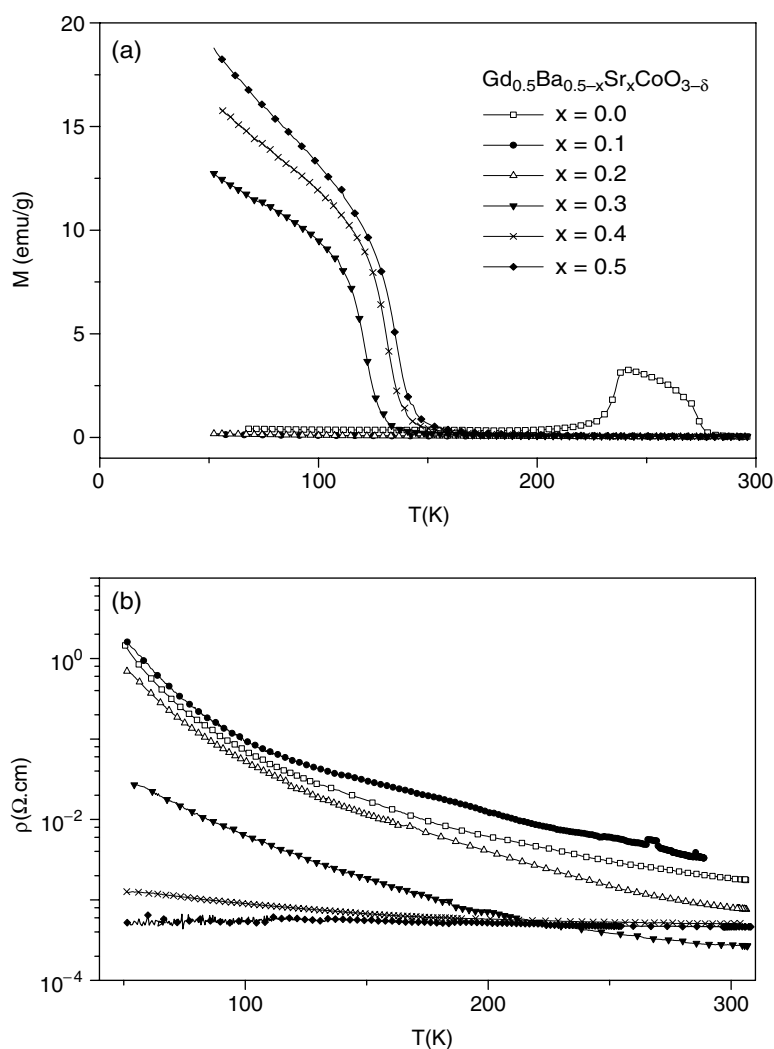 (a)
20
15
10
5
0
M (emu/g)
Gd0.5Ba0.5–xSrxCoO3–δ
x = 0.0
x = 0.1
x = 0.2
x = 0.3
x = 0.4
x = 0.5
0 100 200 300
T(K)
(b)
10^0
10^−2
10^−4
ρ(Ω.cm)
100 200 300
T(K)